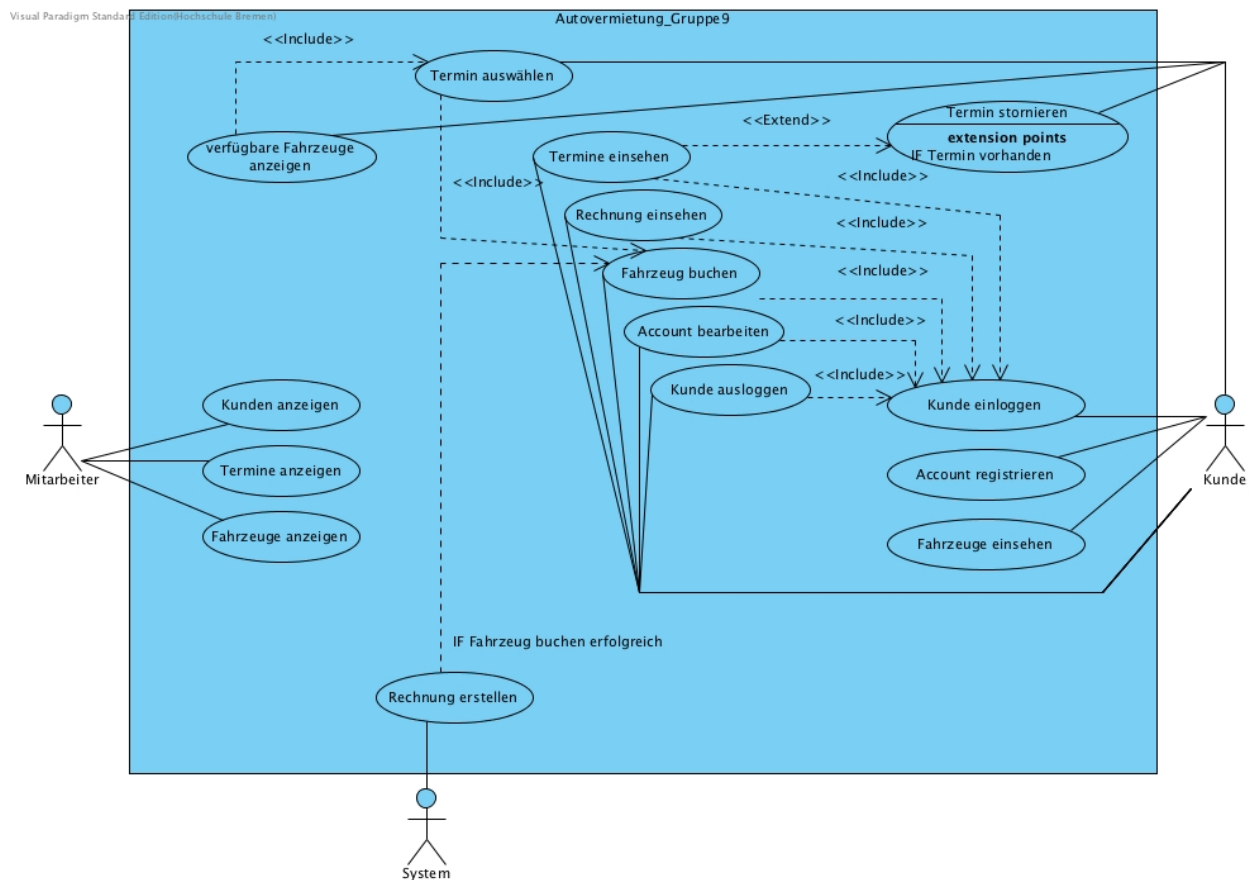 Visual Paradigm Standard Edition(Hochschule Bremen)
Autovermietung_Gruppe9
<<Include>>
Termin auswählen
Termin stornieren
<<Extend>>
extension points
verfügbare Fahrzeuge
anzeigen
Termine einsehen
IF Termin vorhanden
<<Include>>
<<Include>>
Rechnung einsehen
<<Include>>
Fahrzeug buchen
<<Include>>
Account bearbeiten
<<Include>>
Kunde ausloggen
<<Include>>
Kunden anzeigen
Kunde einloggen
Termine anzeigen
Account registrieren
Mitarbeiter
Kunde
Fahrzeuge anzeigen
Fahrzeuge einsehen
IF Fahrzeug buchen erfolgreich
Rechnung erstellen
System